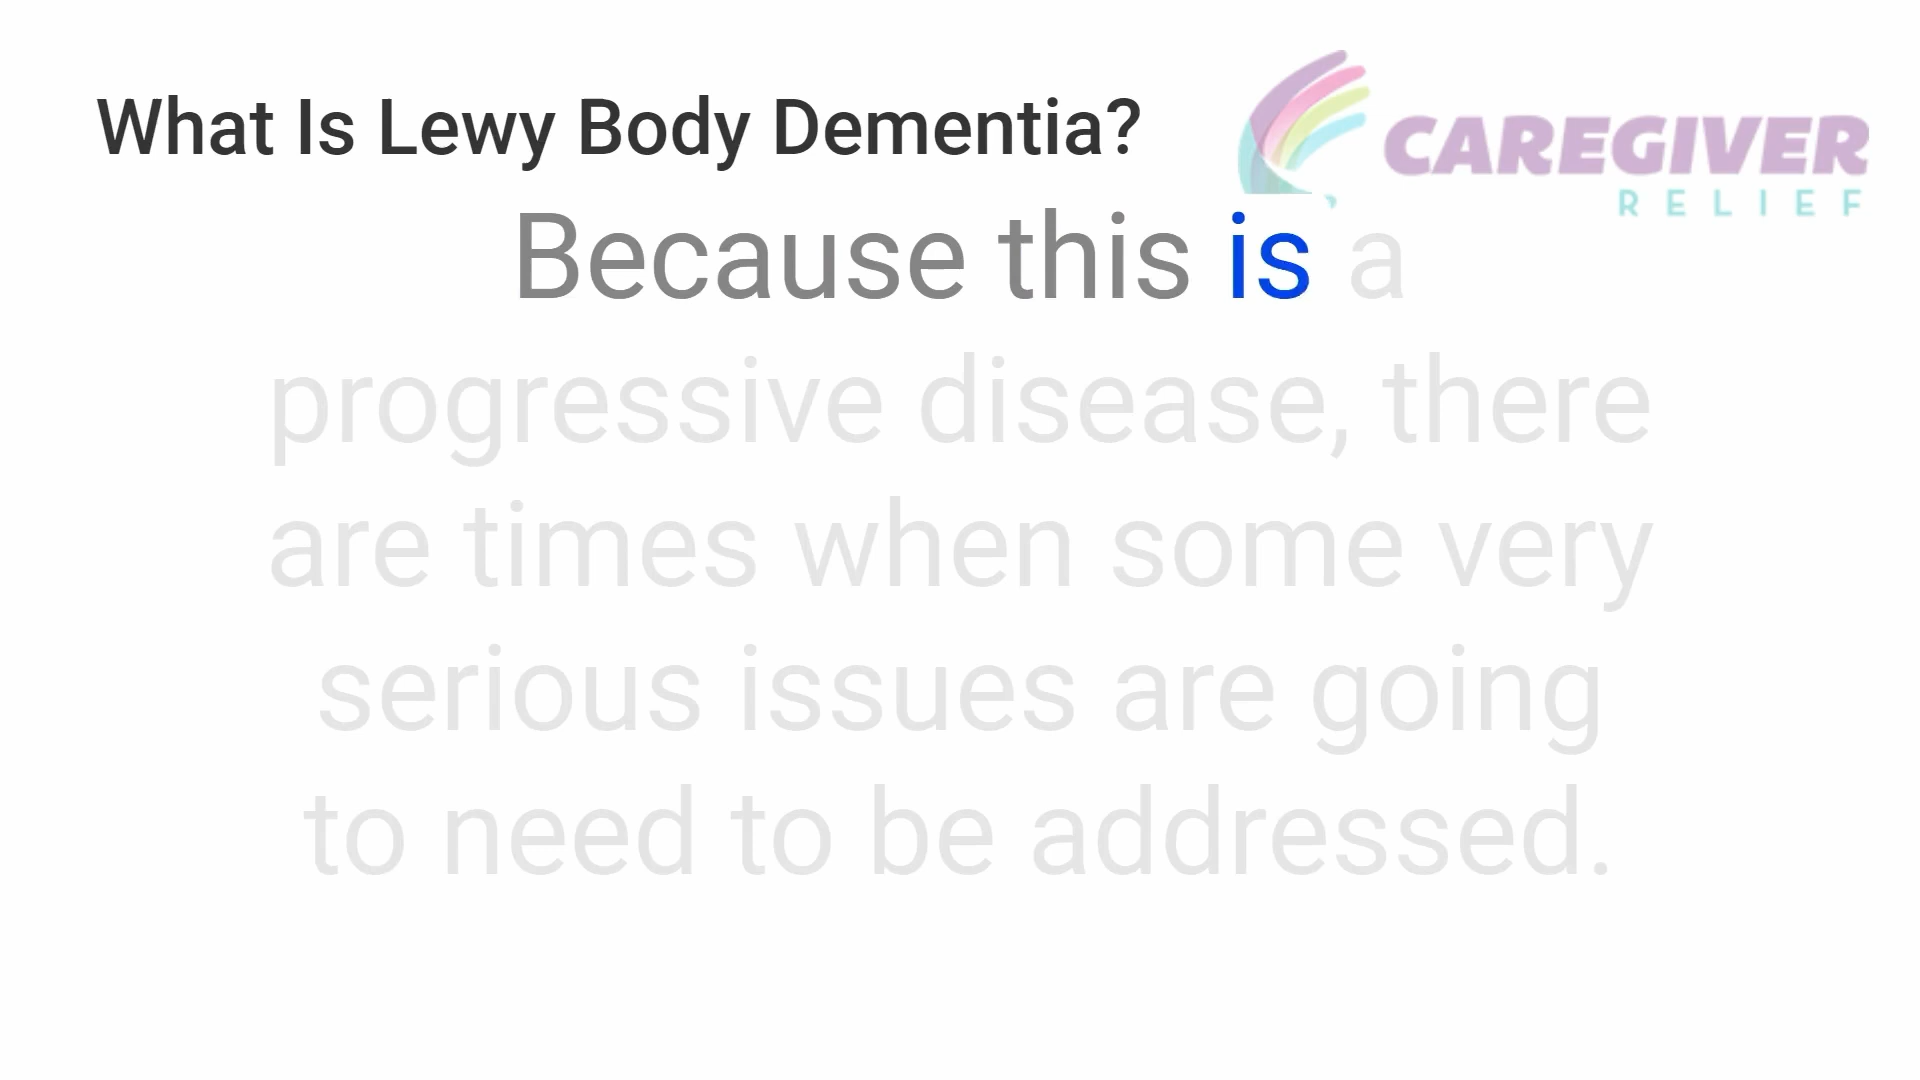 What Is Lewy Body Dementia?
CAREGIVER
RELIEF
Because this is a
progressive disease, there
are times when some very
serious issues are going
to need to be addressed.